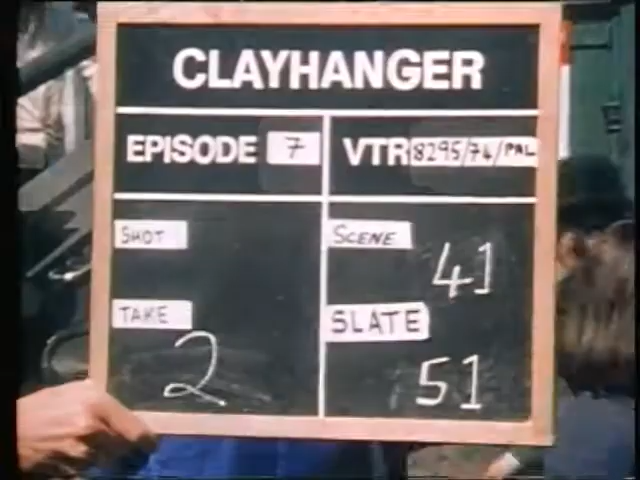 CLAYHANGER
EPISODE 7
VTR 8295/74/PAL
SHOT
SCENE 41
TAKE 2
SLATE 51